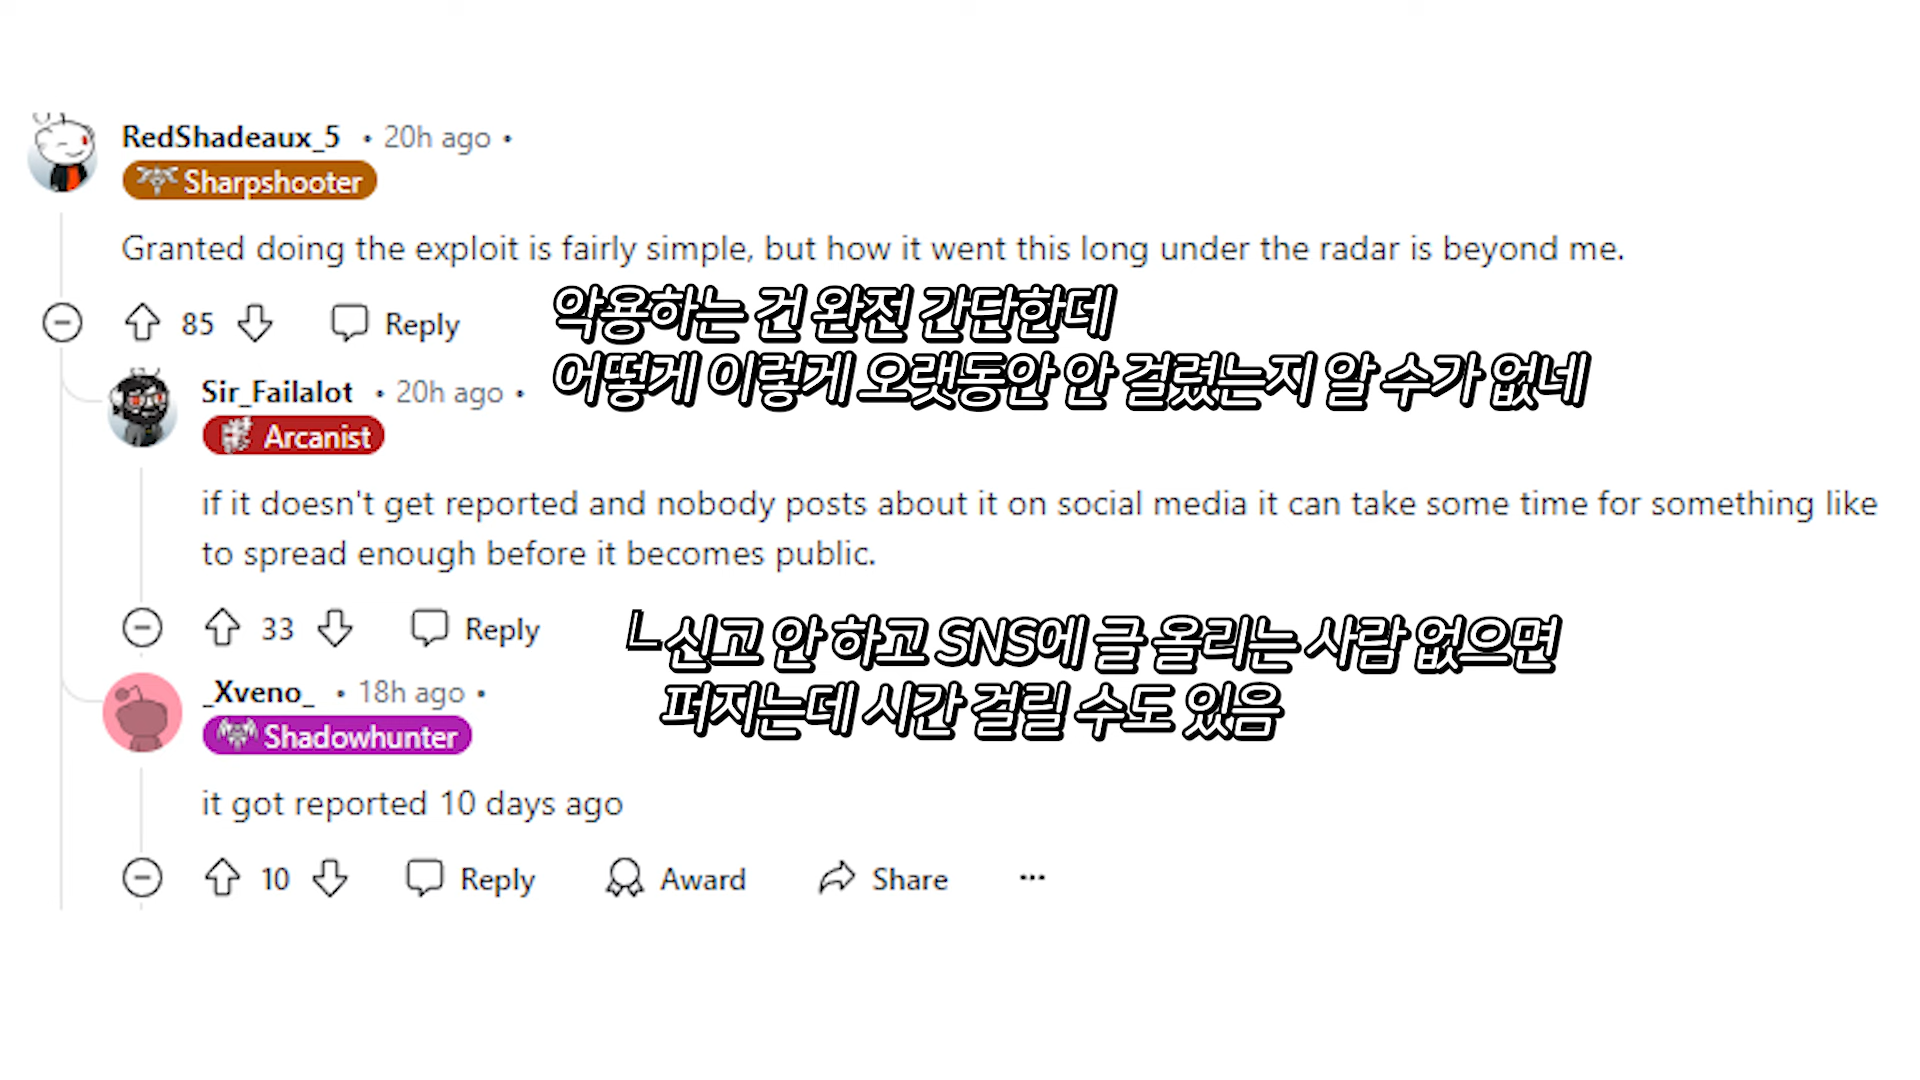 RedShadeaux_5 • 20h ago •
Sharpshooter
Granted doing the exploit is fairly simple, but how it went this long under the radar is beyond me.
악용하는 건 완전 간단한데
어떻게 이렇게 오랫동안 안 걸렸는지 알 수가 없네
85 Reply
Sir_Failalot • 20h ago •
Arcanist
if it doesn't get reported and nobody posts about it on social media it can take some time for something like
to spread enough before it becomes public.
ㄴ신고 안 하고 SNS에 글 올리는 사람 없으면
퍼지는데 시간 걸릴 수도 있음
33 Reply
_Xveno_ • 18h ago •
Shadowhunter
it got reported 10 days ago
10 Reply Award Share ...